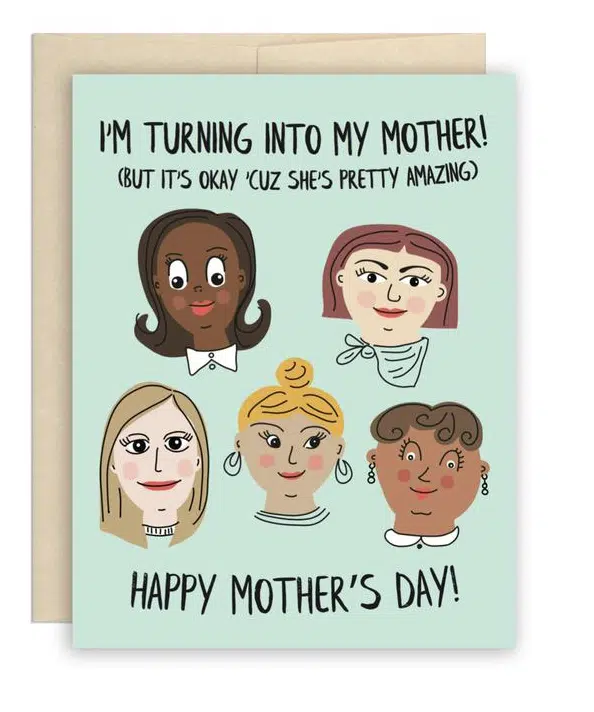 I'M TURNING INTO MY MOTHER!
(BUT IT'S OKAY 'CUZ SHE'S PRETTY AMAZING)
HAPPY MOTHER'S DAY!